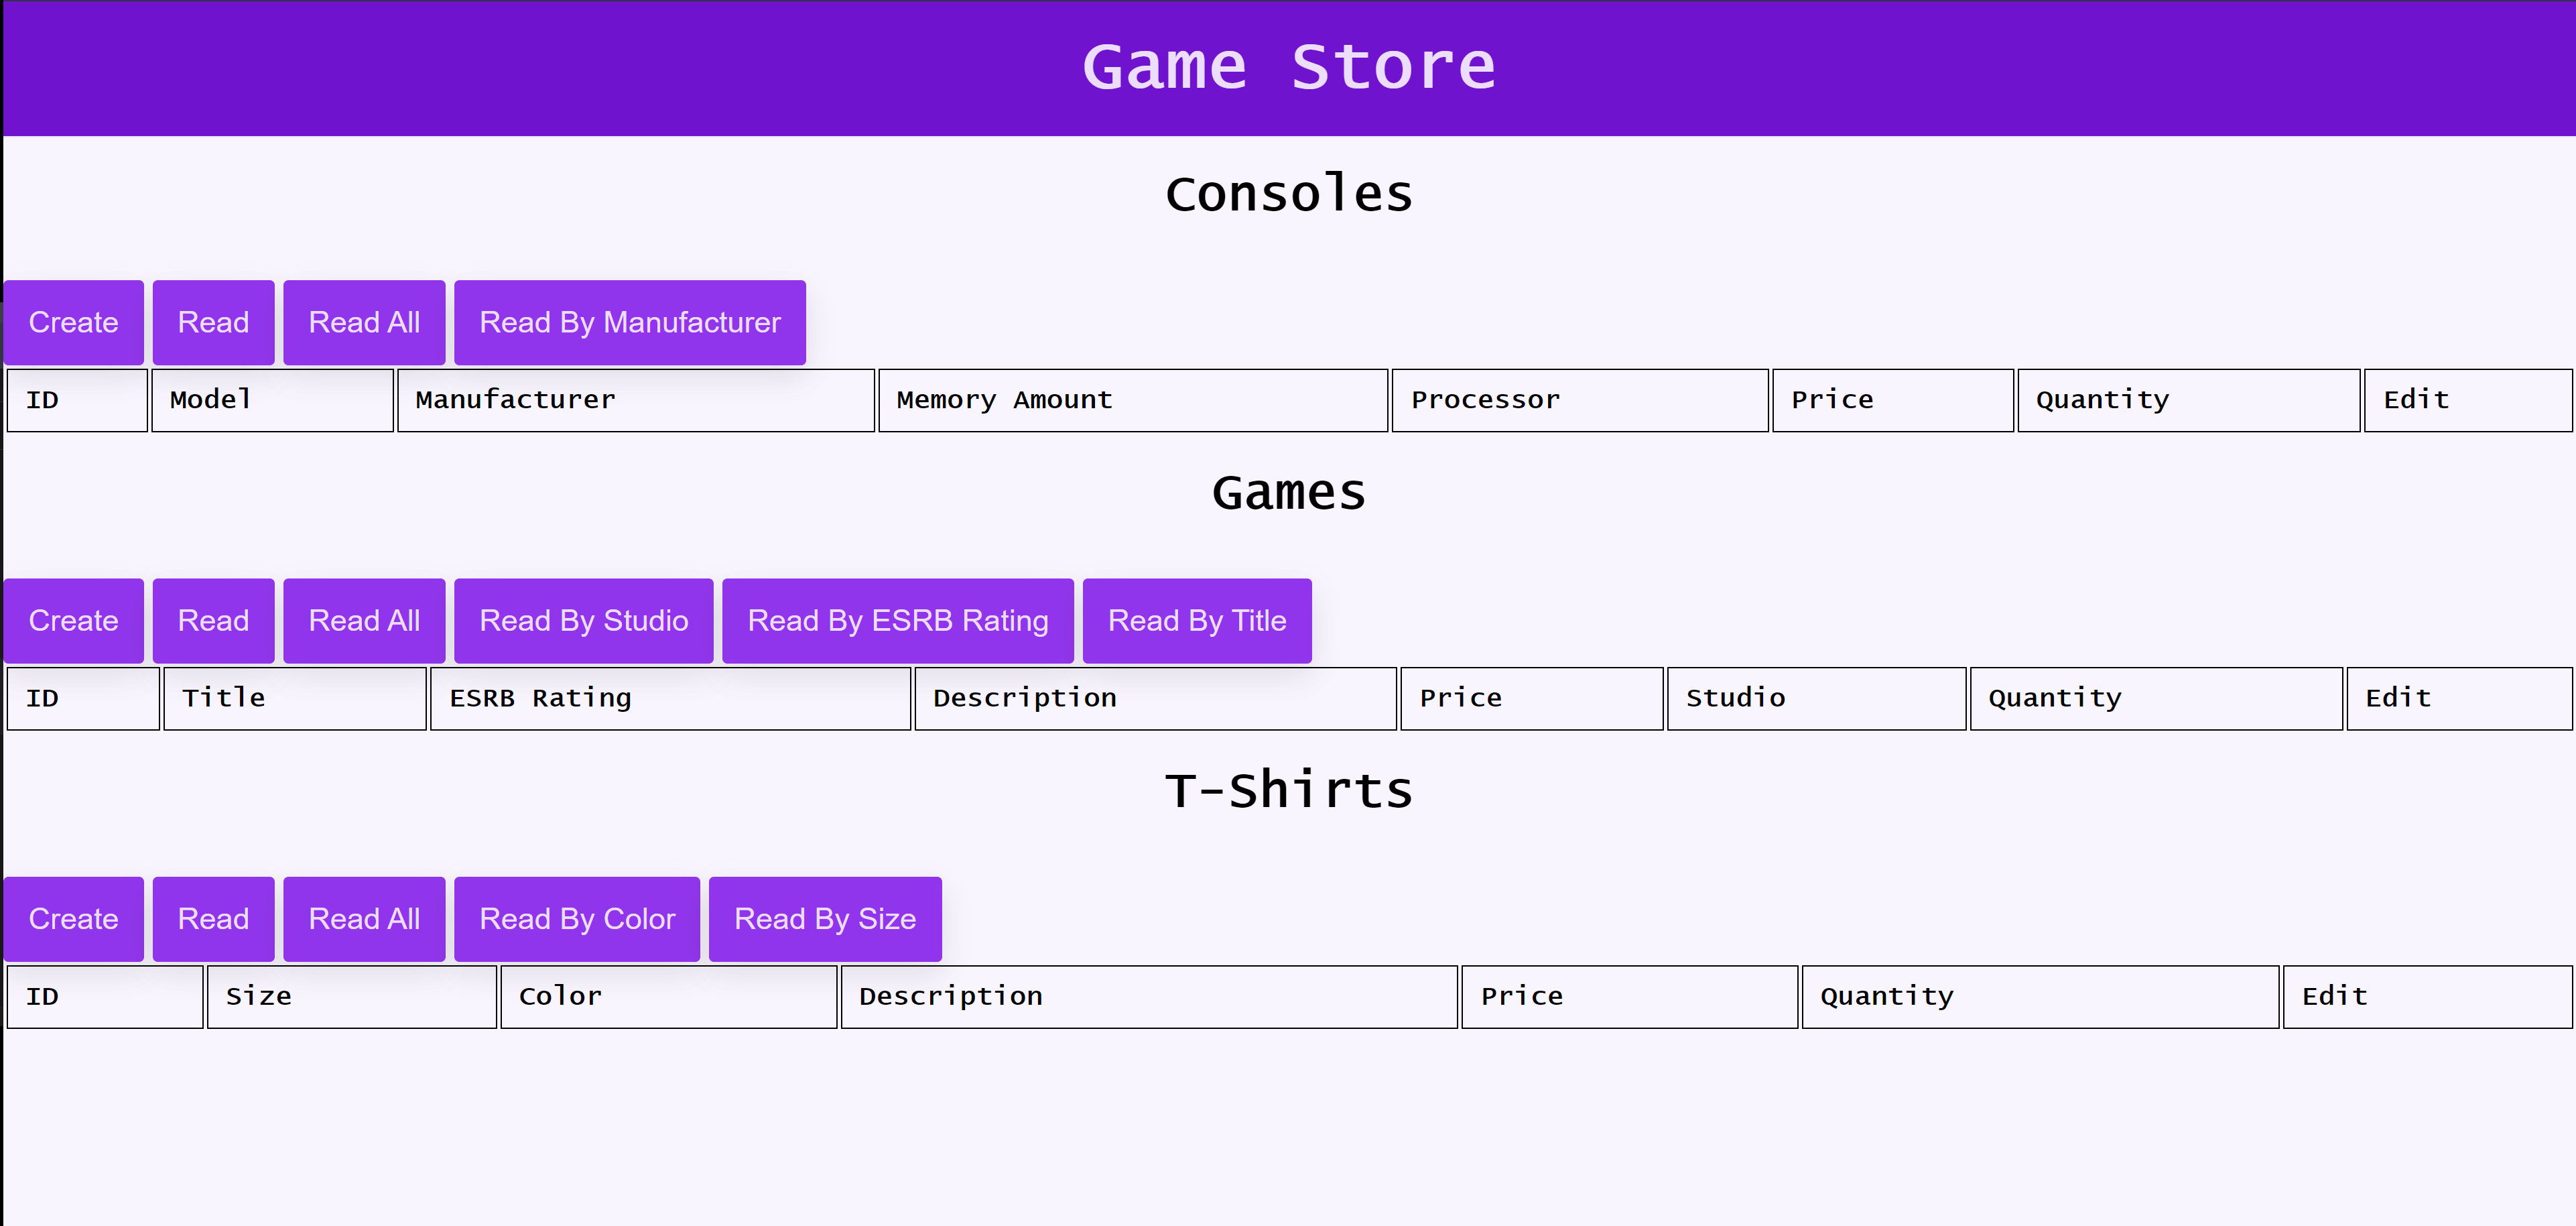 Game Store
Consoles
Create Read Read All Read By Manufacturer
ID Model Manufacturer Memory Amount Processor Price Quantity Edit
Games
Create Read Read All Read By Studio Read By ESRB Rating Read By Title
ID Title ESRB Rating Description Price Studio Quantity Edit
T-Shirts
Create Read Read All Read By Color Read By Size
ID Size Color Description Price Quantity Edit